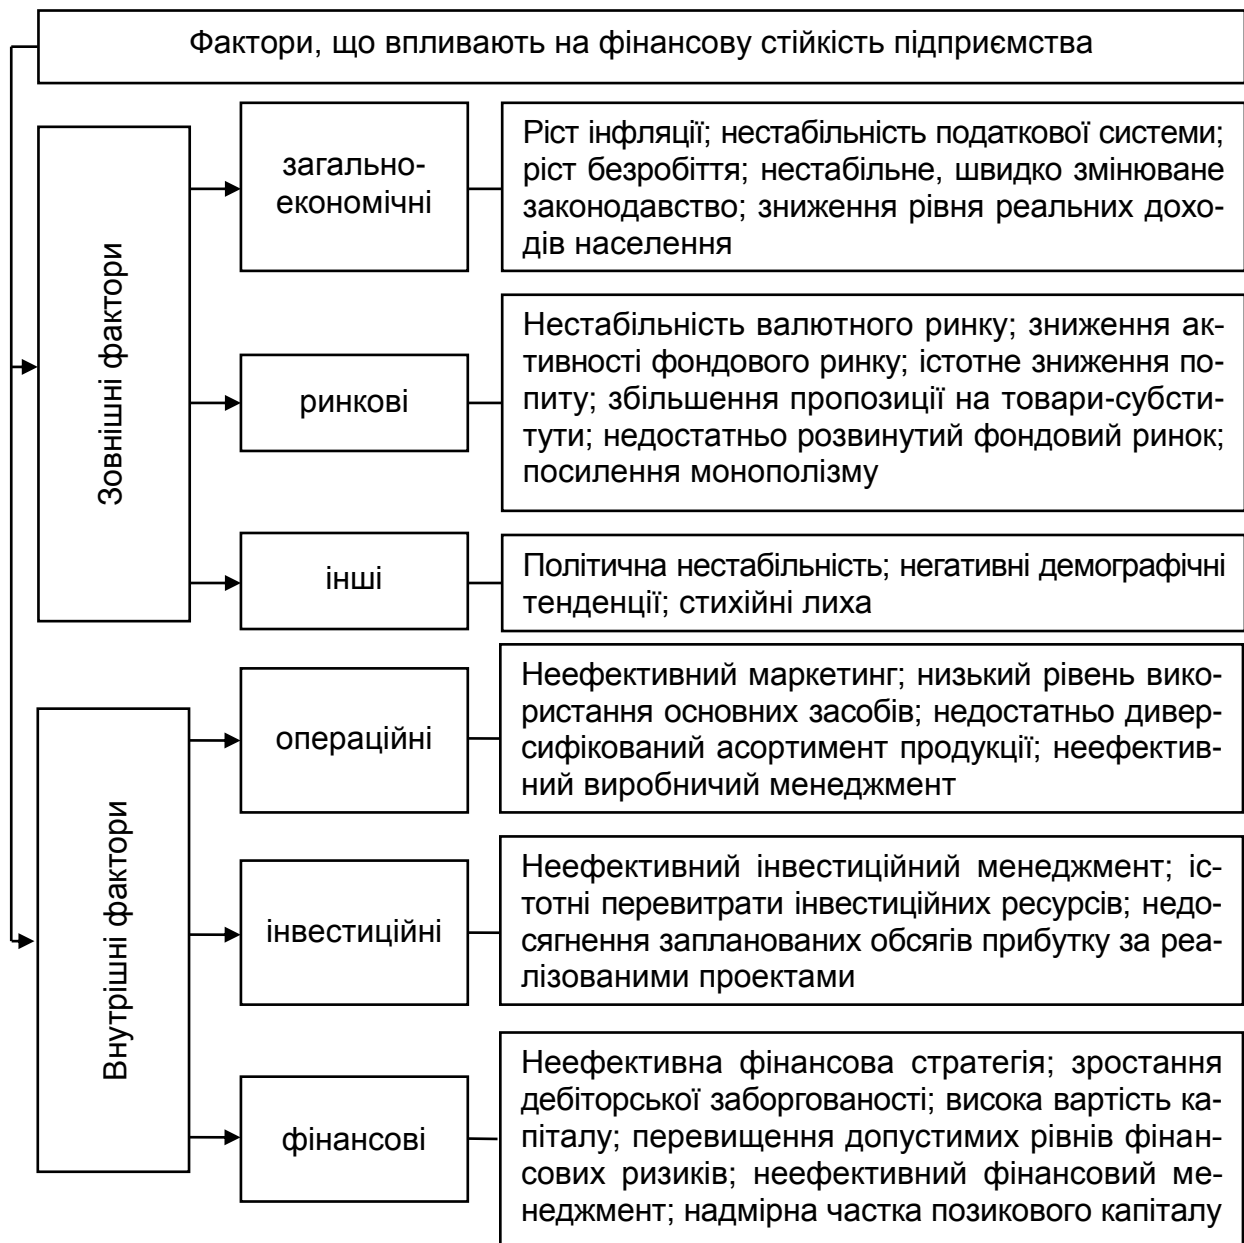 Фактори, що впливають на фінансову стійкість підприємства
Зовнішні фактори
загально-
економічні
Ріст інфляції; нестабільність податкової системи;
ріст безробіття; нестабільне, швидко змінюване
законодавство; зниження рівня реальних дохо-
дів населення
ринкові
Нестабільність валютного ринку; зниження ак-
тивності фондового ринку; істотне зниження по-
питу; збільшення пропозиції на товари-субсти-
тути; недостатньо розвинутий фондовий ринок;
посилення монополізму
інші
Політична нестабільність; негативні демографічні
тенденції; стихійні лиха
Внутрішні фактори
операційні
Неефективний маркетинг; низький рівень вико-
ристання основних засобів; недостатньо дивер-
сифікований асортимент продукції; неефектив-
ний виробничий менеджмент
інвестиційні
Неефективний інвестиційний менеджмент; іс-
тотні перевитрати інвестиційних ресурсів; недо-
сягнення запланованих обсягів прибутку за реа-
лізованими проектами
фінансові
Неефективна фінансова стратегія; зростання
дебіторської заборгованості; висока вартість ка-
піталу; перевищення допустимих рівнів фінан-
сових ризиків; неефективний фінансовий ме-
неджмент; надмірна частка позикового капіталу